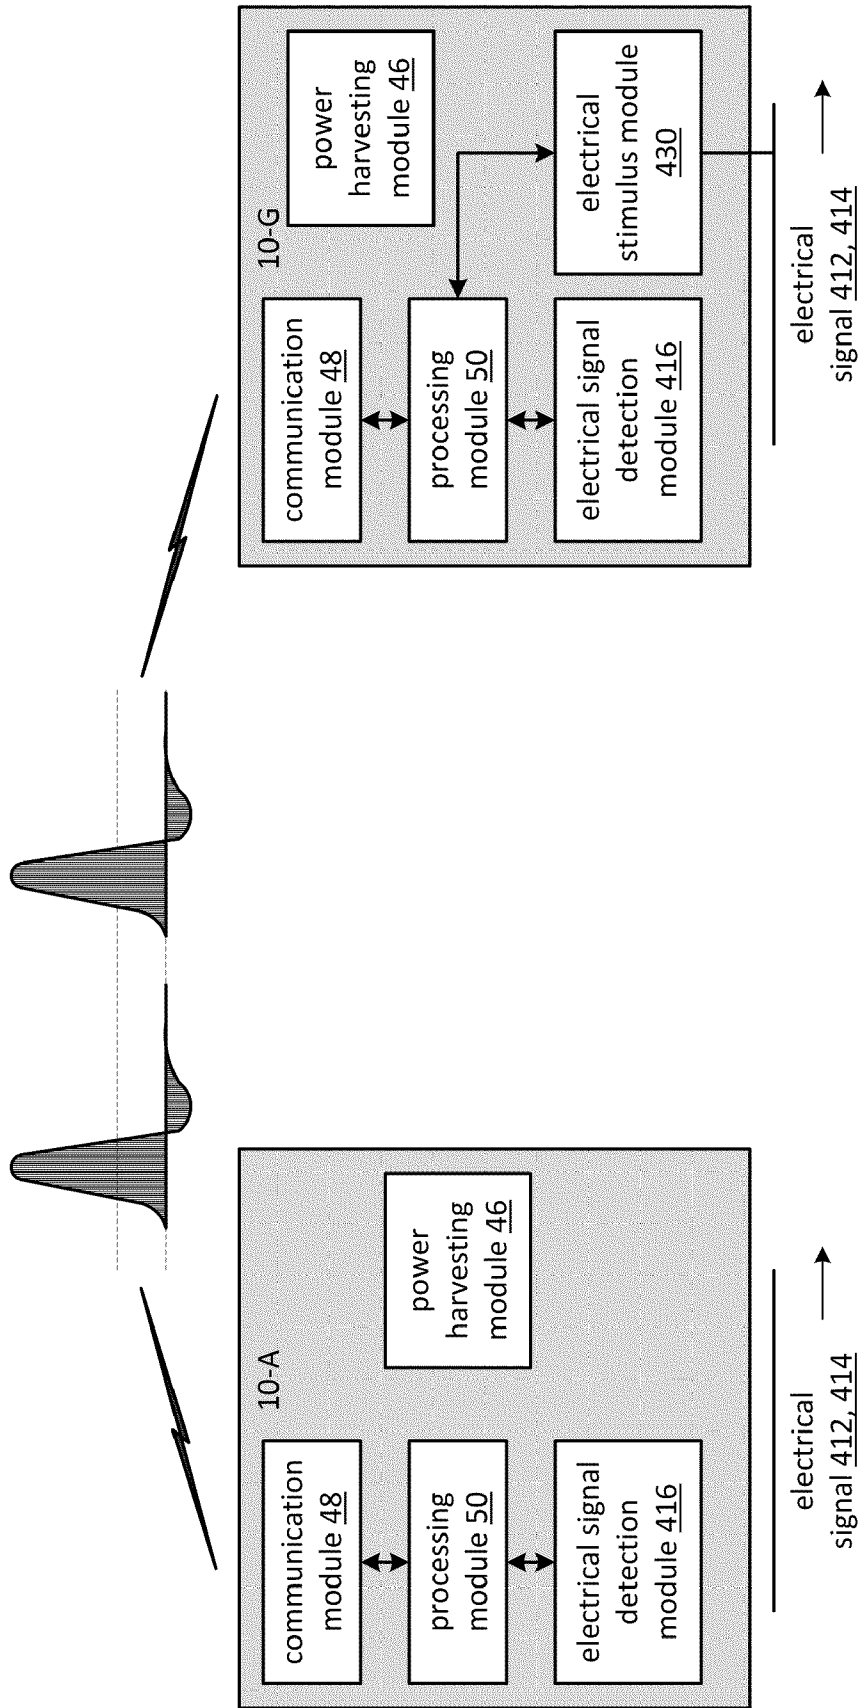 10-A
communication
module 48
processing
module 50
electrical signal
detection
module 416
power
harvesting
module 46
electrical
signal 412, 414
10-G
communication
module 48
processing
module 50
electrical signal
detection
module 416
power
harvesting
module 46
electrical
stimulus module
430
electrical
signal 412, 414